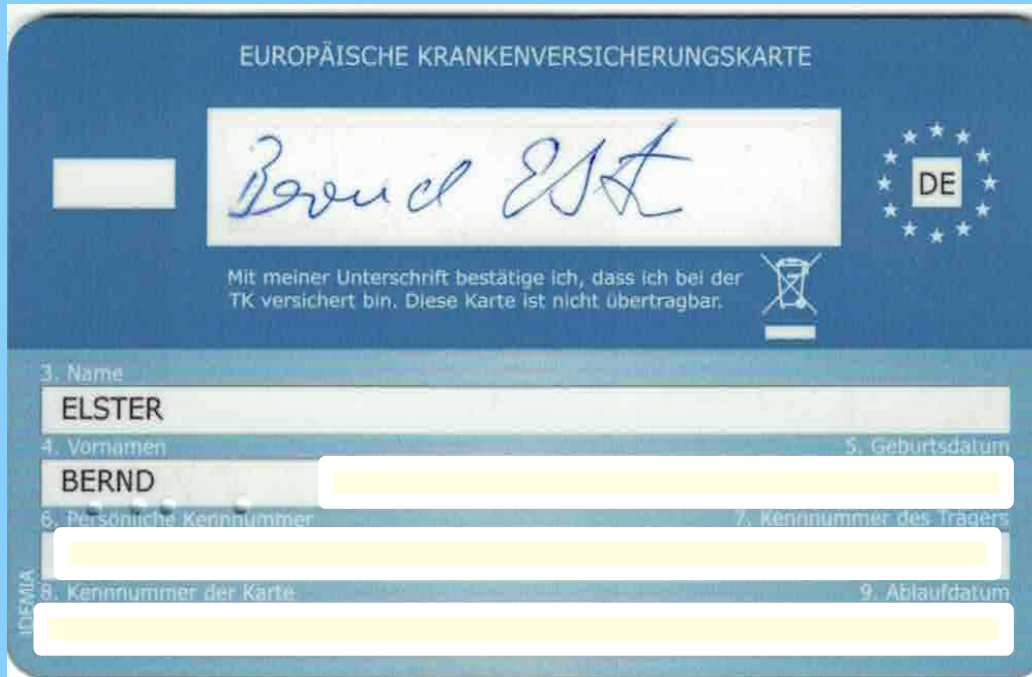 EUROPÄISCHE KRANKENVERSICHERUNGSKARTE
Bernd Elst
DE
Mit meiner Unterschrift bestätige ich, dass ich bei der
TK versichert bin. Diese Karte ist nicht übertragbar.
3. Name
ELSTER
4. Vornamen 5. Geburtsdatum
BERND
6. Persönliche Kennnummer 7. Kennnummer des Trägers
8. Kennnummer der Karte 9. Ablaufdatum
IDEMIA